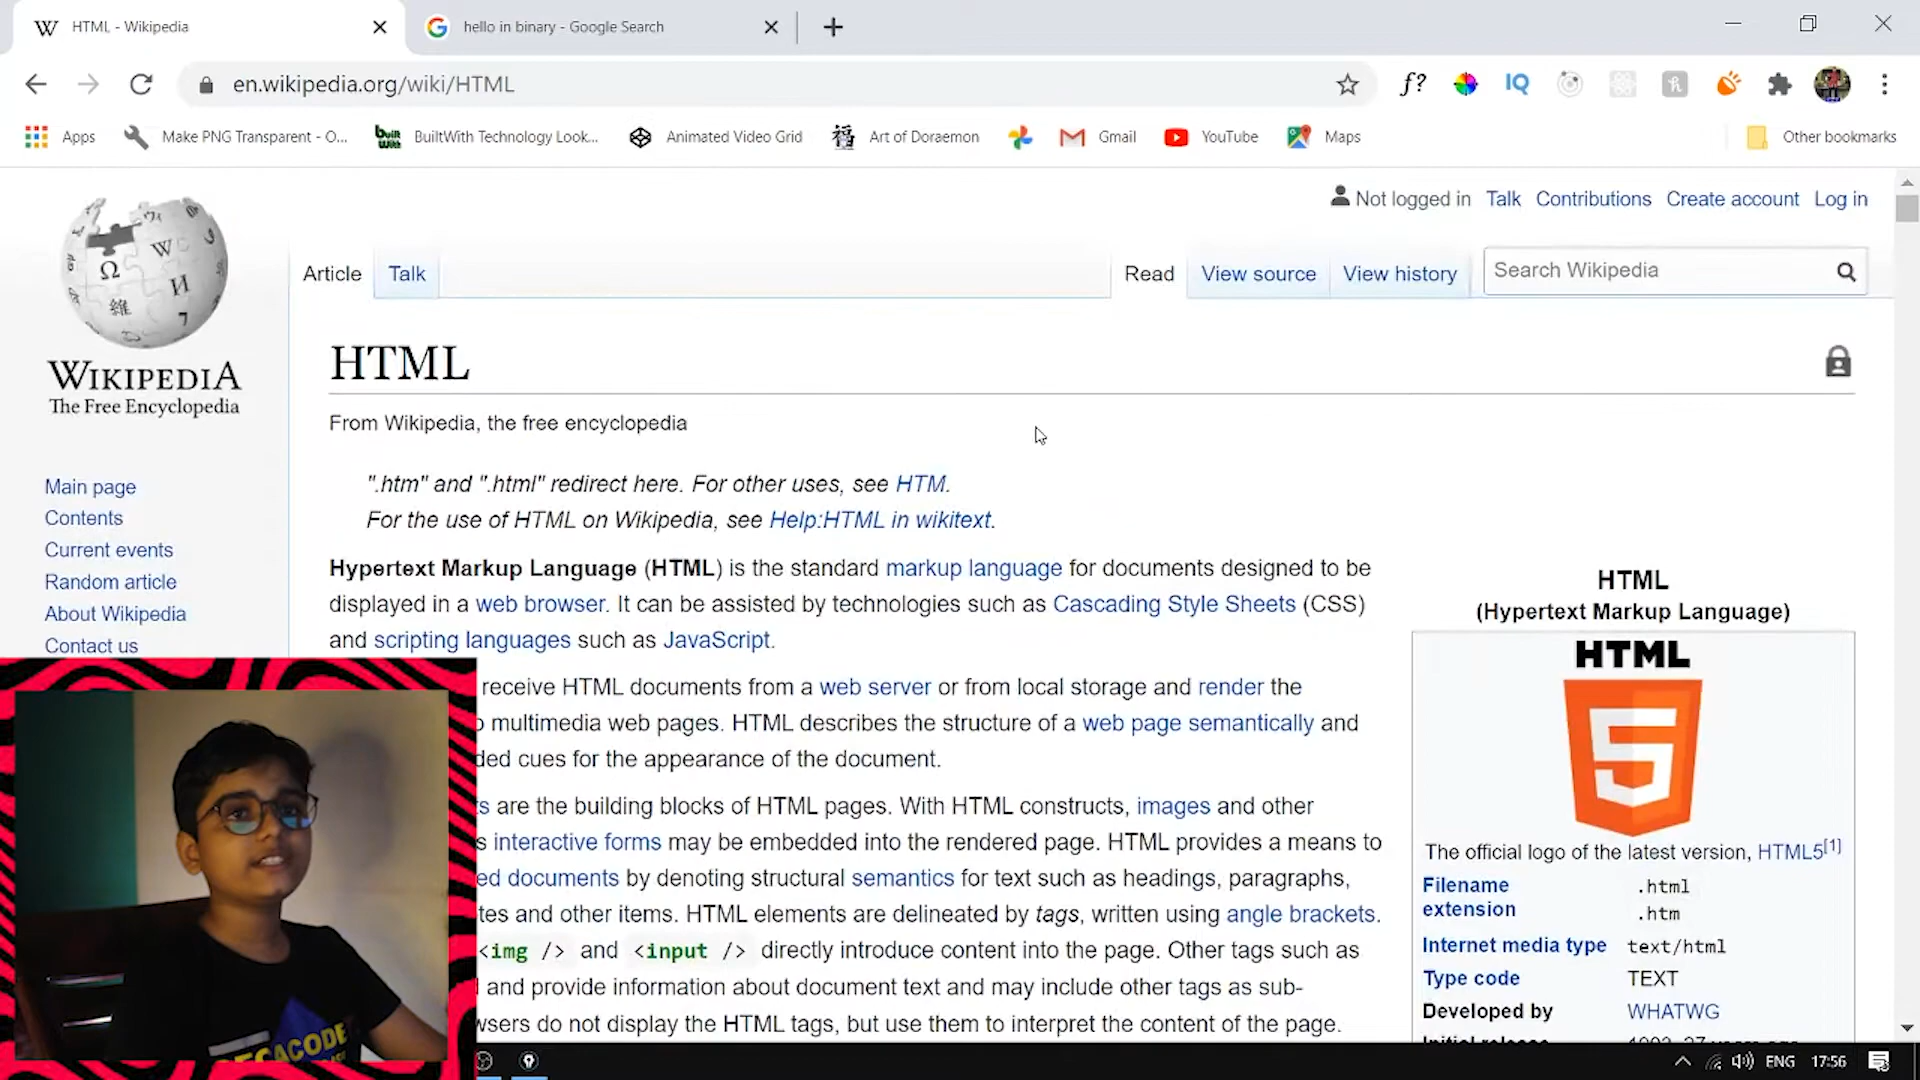 HTML - Wikipedia
hello in binary - Google Search
en.wikipedia.org/wiki/HTML
f?
IQ
Apps
Make PNG Transparent - O...
BuiltWith Technology Look...
Animated Video Grid
Art of Doraemon
Gmail
YouTube
Maps
Other bookmarks
Not logged in Talk Contributions Create account Log in
Article Talk Read View source View history Search Wikipedia
WIKIPEDIA
The Free Encyclopedia
HTML
From Wikipedia, the free encyclopedia
".htm" and ".html" redirect here. For other uses, see HTM.
For the use of HTML on Wikipedia, see Help:HTML in wikitext.
Main page
Contents
Current events
Random article
About Wikipedia
Contact us
Hypertext Markup Language (HTML) is the standard markup language for documents designed to be
displayed in a web browser. It can be assisted by technologies such as Cascading Style Sheets (CSS)
and scripting languages such as JavaScript.
receive HTML documents from a web server or from local storage and render the
multimedia web pages. HTML describes the structure of a web page semantically and
ded cues for the appearance of the document.
are the building blocks of HTML pages. With HTML constructs, images and other
s interactive forms may be embedded into the rendered page. HTML provides a means to
ed documents by denoting structural semantics for text such as headings, paragraphs,
tes and other items. HTML elements are delineated by tags, written using angle brackets.
<img /> and <input /> directly introduce content into the page. Other tags such as
and provide information about document text and may include other tags as sub-
wsers do not display the HTML tags, but use them to interpret the content of the page.
HTML
(Hypertext Markup Language)
HTML
5
The official logo of the latest version, HTML5[1]
Filename extension .html
.htm
Internet media type text/html
Type code TEXT
Developed by WHATWG
ENG 17:56